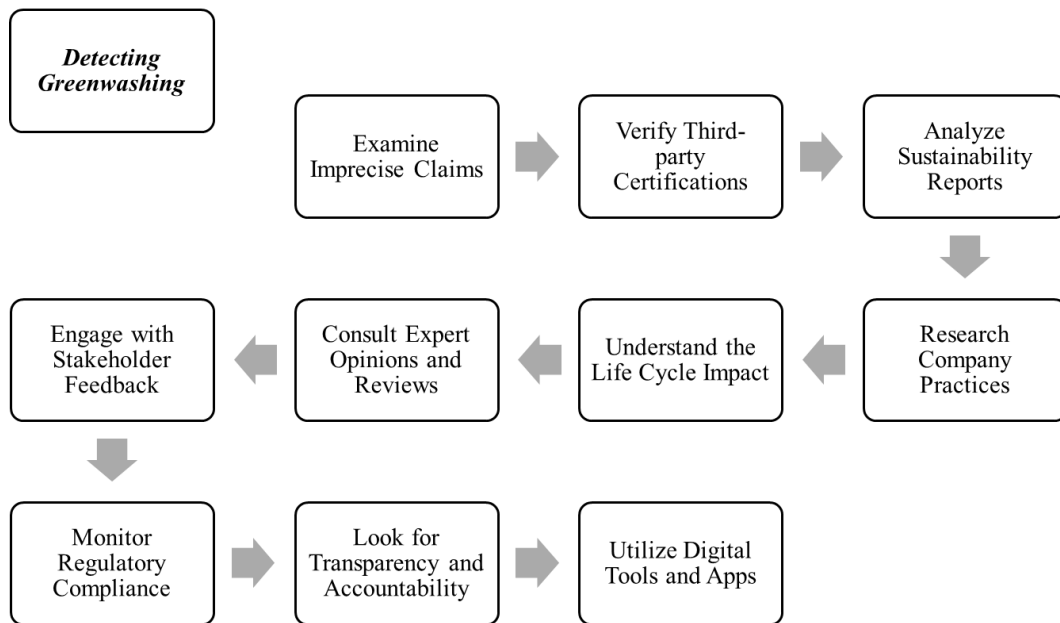 Detecting
Greenwashing
Examine
Imprecise Claims
Verify Third-
party
Certifications
Analyze
Sustainability
Reports
Research
Company
Practices
Understand the
Life Cycle Impact
Consult Expert
Opinions and
Reviews
Engage with
Stakeholder
Feedback
Monitor
Regulatory
Compliance
Look for
Transparency and
Accountability
Utilize Digital
Tools and Apps